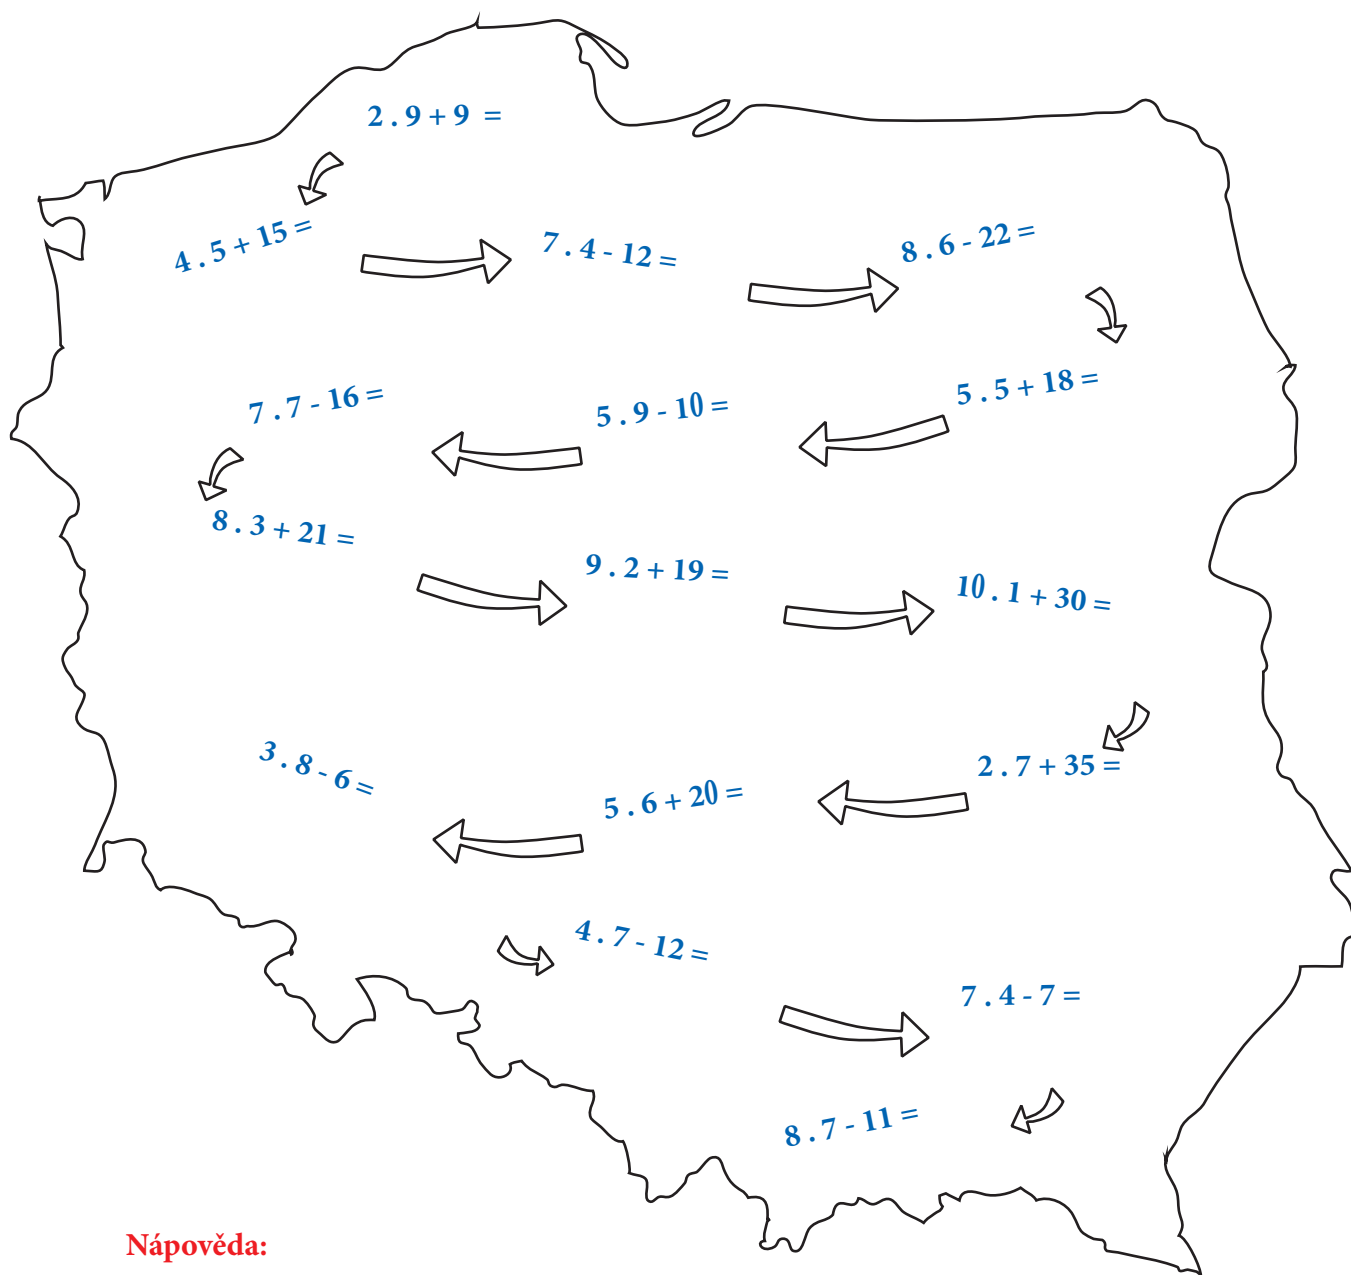 2 . 9 + 9 =
4 . 5 + 15 =
7 . 4 - 12 =
8 . 6 - 22 =
5 . 5 + 18 =
5 . 9 - 10 =
7 . 7 - 16 =
8 . 3 + 21 =
9 . 2 + 19 =
10 . 1 + 30 =
2 . 7 + 35 =
5 . 6 + 20 =
3 . 8 - 6 =
4 . 7 - 12 =
7 . 4 - 7 =
8 . 7 - 11 =
Nápověda: